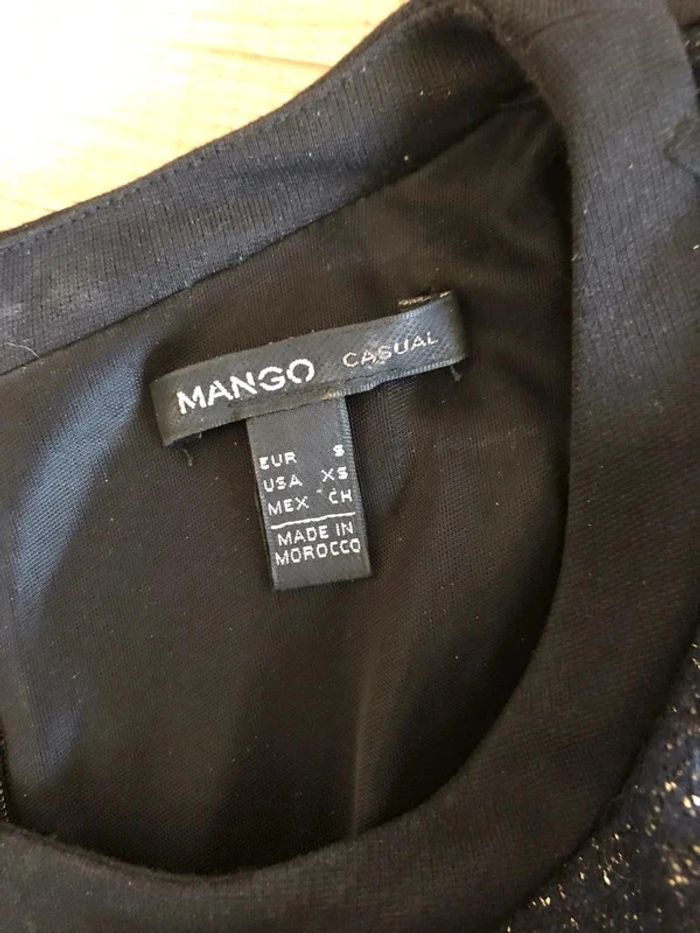 MANGO CASUAL
EUR S
USA XS
MEX CH
MADE IN
MOROCCO